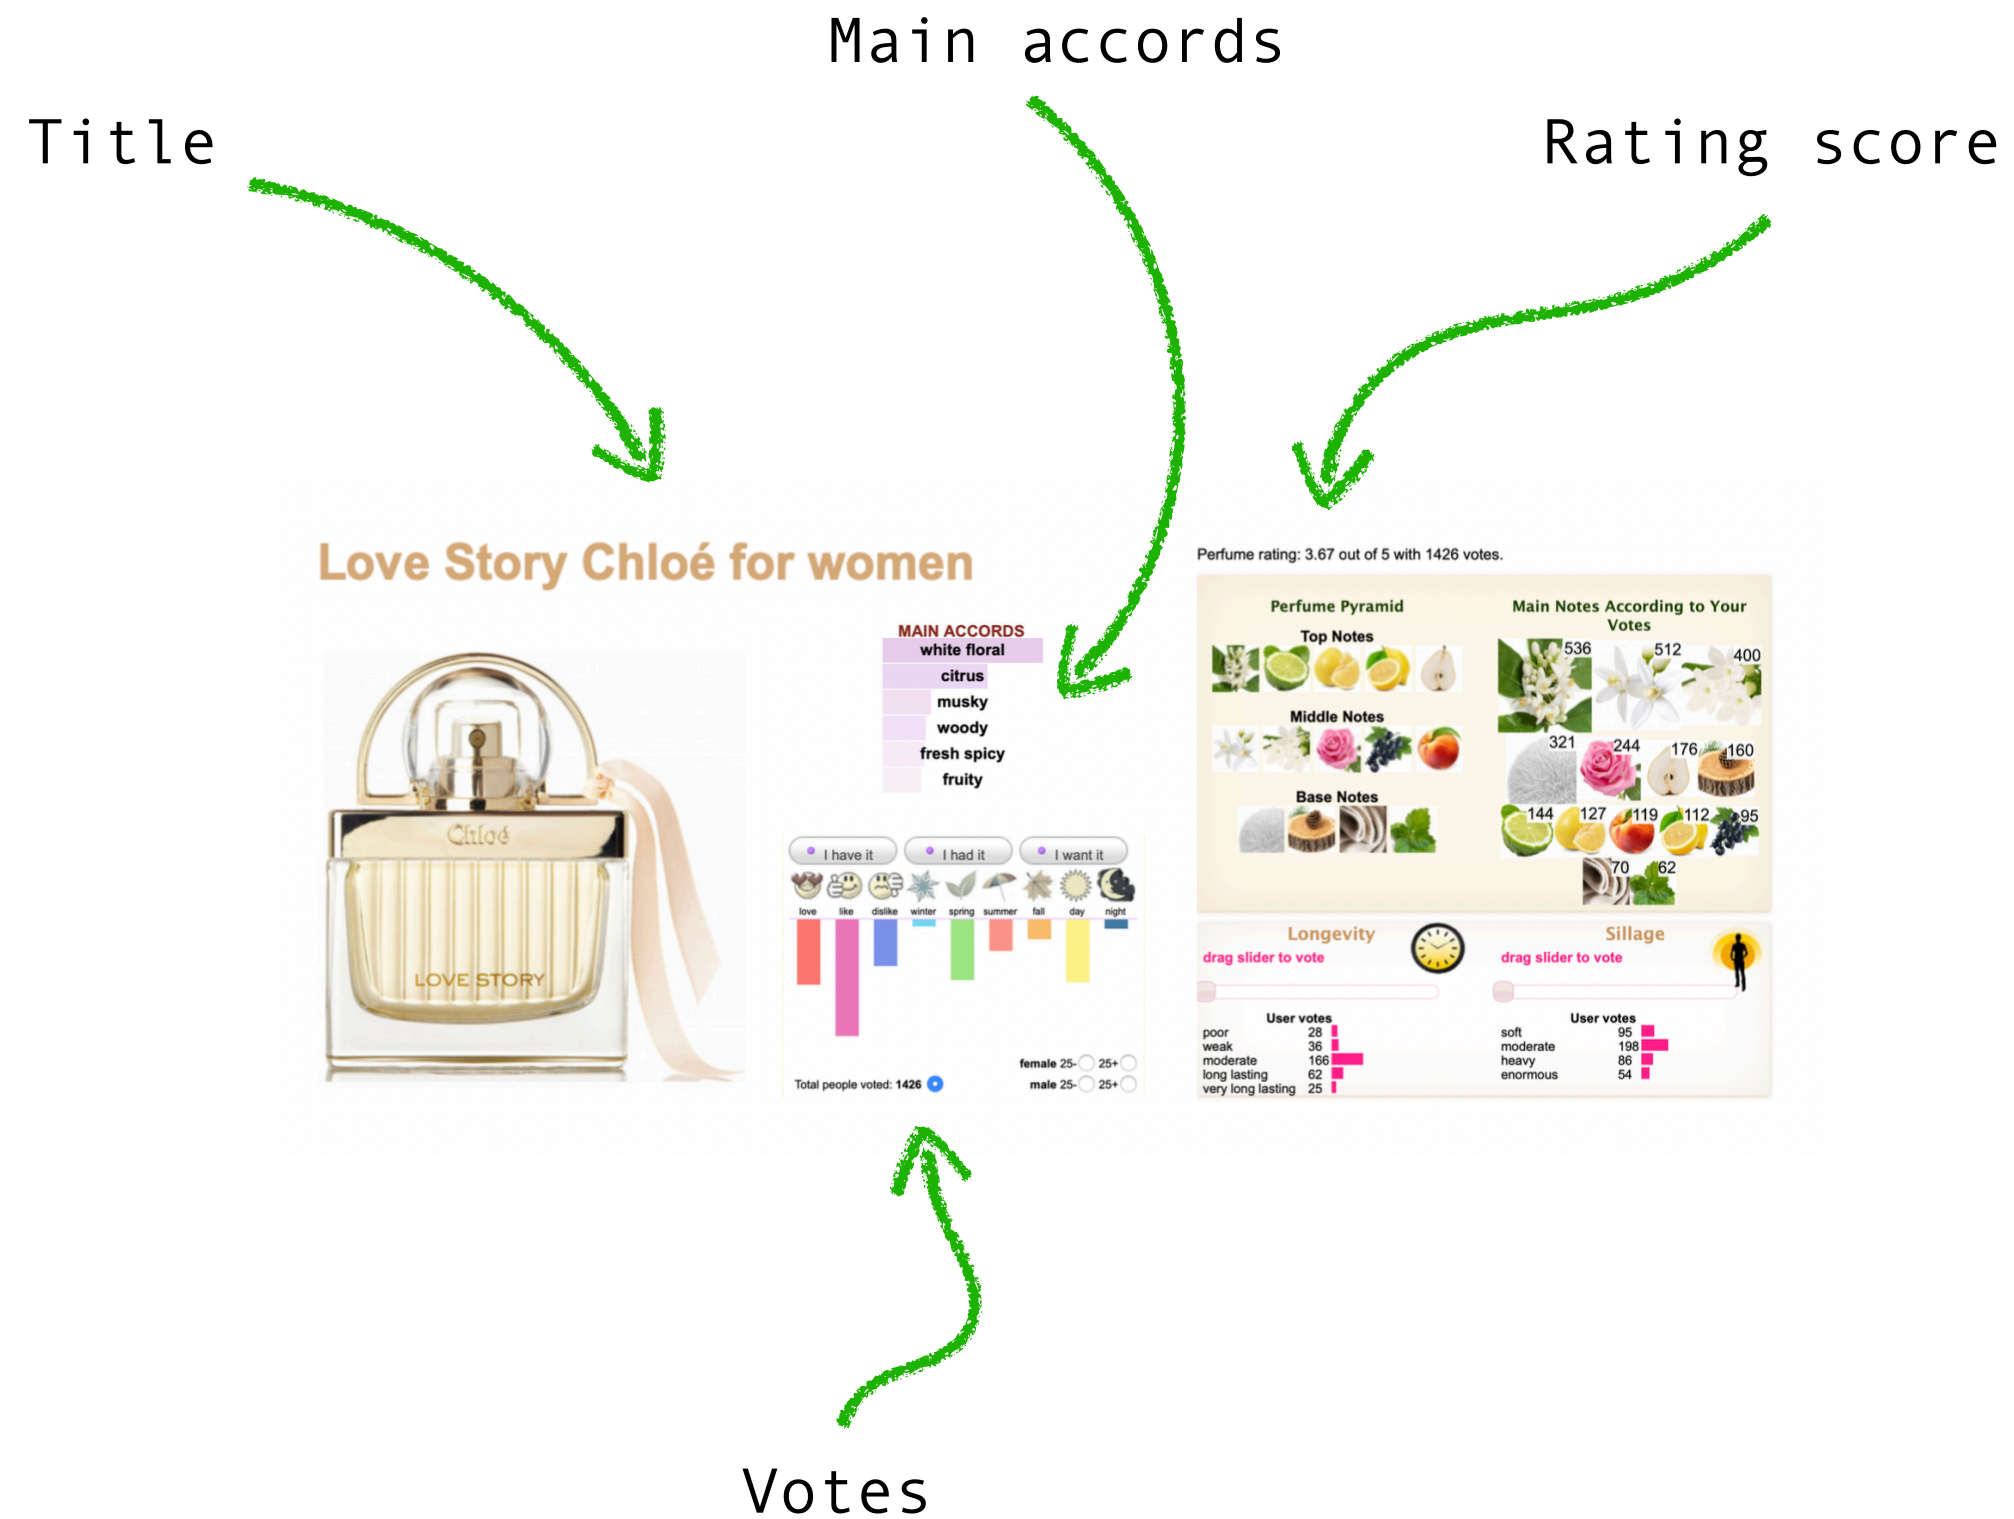 Main accords
Title
Rating score
Love Story Chloé for women
MAIN ACCORDS
white floral
citrus
musky
woody
fresh spicy
fruity
Chloé
LOVE STORY
I have it I had it I want it
love like dislike winter spring summer fall day night
female 25- 25+
Total people voted: 1426 male 25- 25+
Perfume rating: 3.67 out of 5 with 1426 votes.
Perfume Pyramid
Top Notes
Middle Notes
Base Notes
Main Notes According to Your
Votes
536 512 400
321 244 176 160
144 127 119 112 95
70 62
Longevity
drag slider to vote
User votes
poor 28
weak 36
moderate 166
long lasting 62
very long lasting 25
Sillage
drag slider to vote
User votes
soft 95
moderate 198
heavy 86
enormous 54
Votes